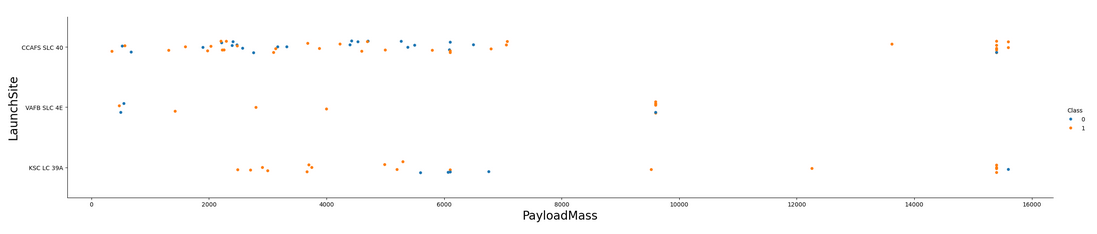 LaunchSite
CCAFS SLC 40
VAFB SLC 4E
KSC LC 39A
0 2000 4000 6000 8000 10000 12000 14000 16000
PayloadMass
Class
0
1